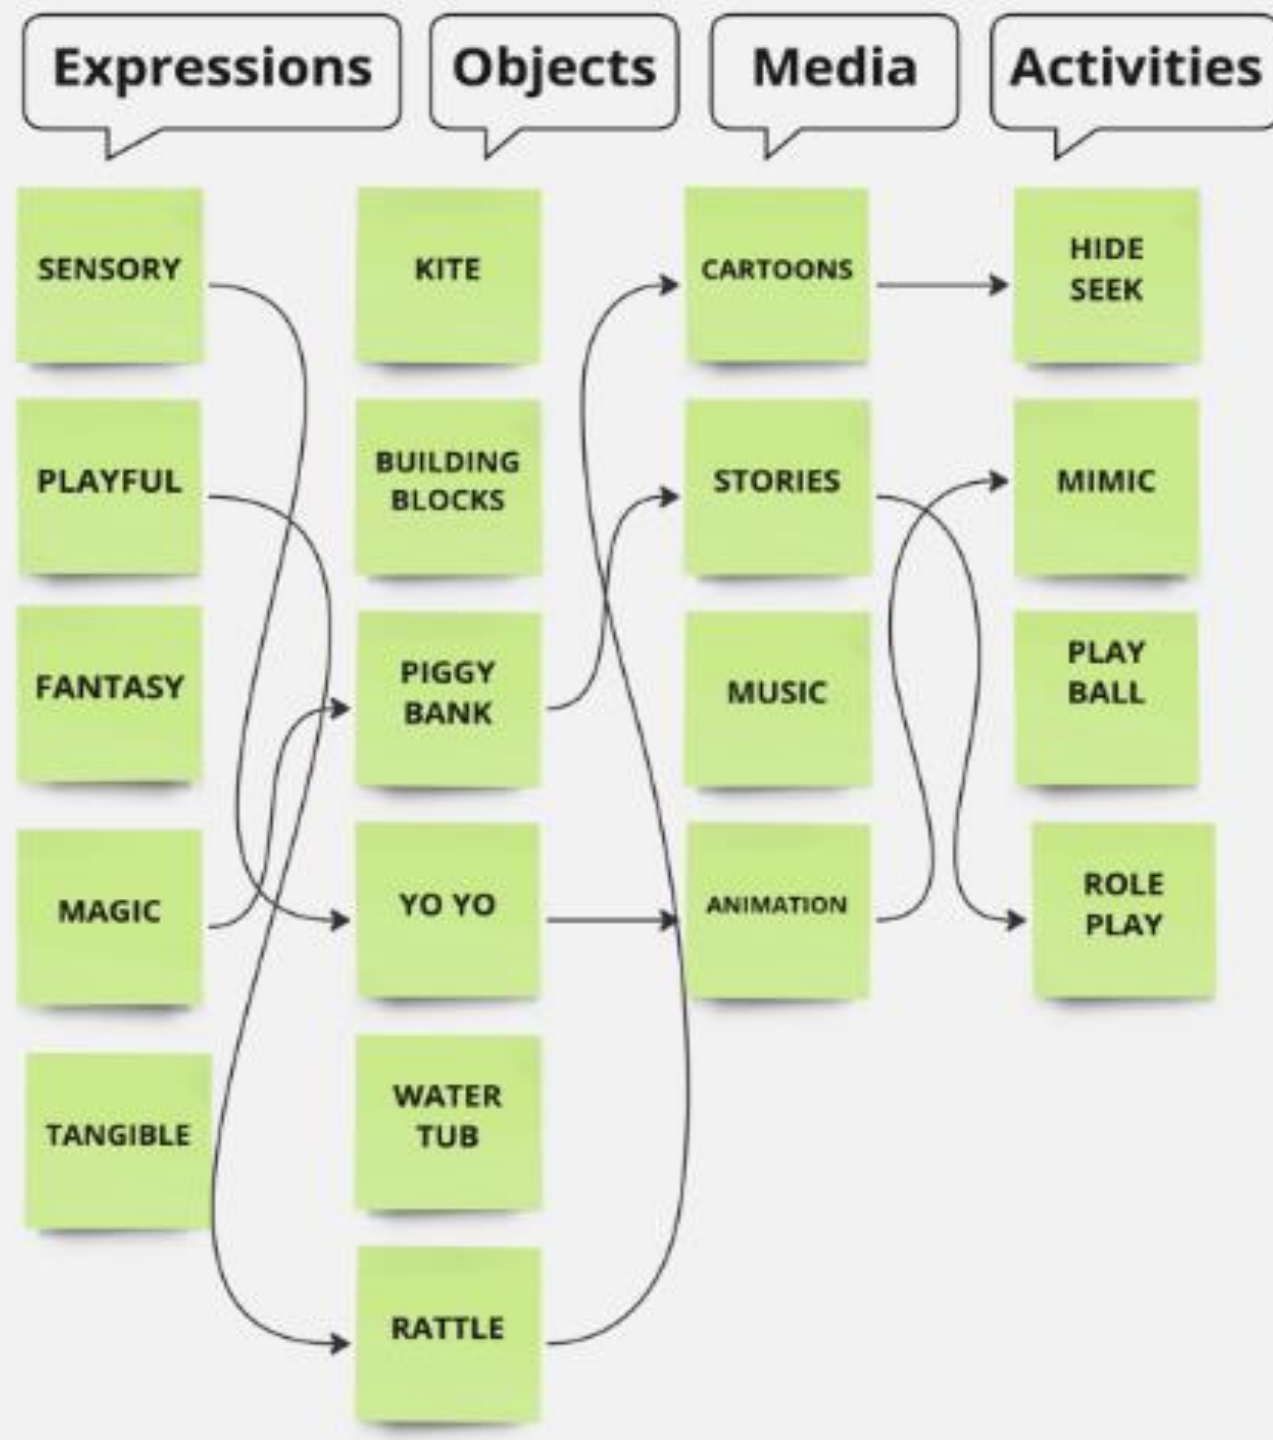 Expressions
Objects
Media
Activities
SENSORY
PLAYFUL
FANTASY
MAGIC
TANGIBLE
KITE
BUILDING
BLOCKS
PIGGY
BANK
YO YO
WATER
TUB
RATTLE
CARTOONS
STORIES
MUSIC
ANIMATION
HIDE
SEEK
MIMIC
PLAY
BALL
ROLE
PLAY